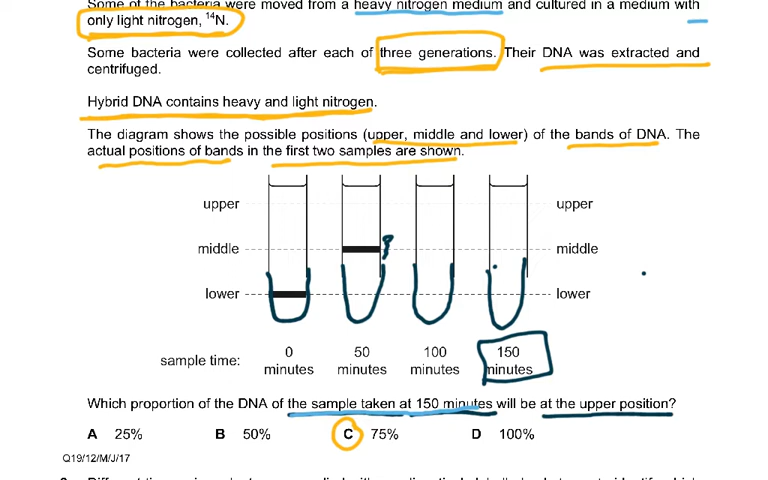 Some of the bacteria were moved from a heavy nitrogen medium and cultured in a medium with
only light nitrogen, ¹⁴N.
Some bacteria were collected after each of three generations. Their DNA was extracted and
centrifuged.
Hybrid DNA contains heavy and light nitrogen.
The diagram shows the possible positions (upper, middle and lower) of the bands of DNA. The
actual positions of bands in the first two samples are shown.
upper upper
middle middle
lower lower
sample time: 0 minutes 50 minutes 100 minutes 150 minutes
Which proportion of the DNA of the sample taken at 150 minutes will be at the upper position?
A 25% B 50% C 75% D 100%
Q19/12/M/J/17